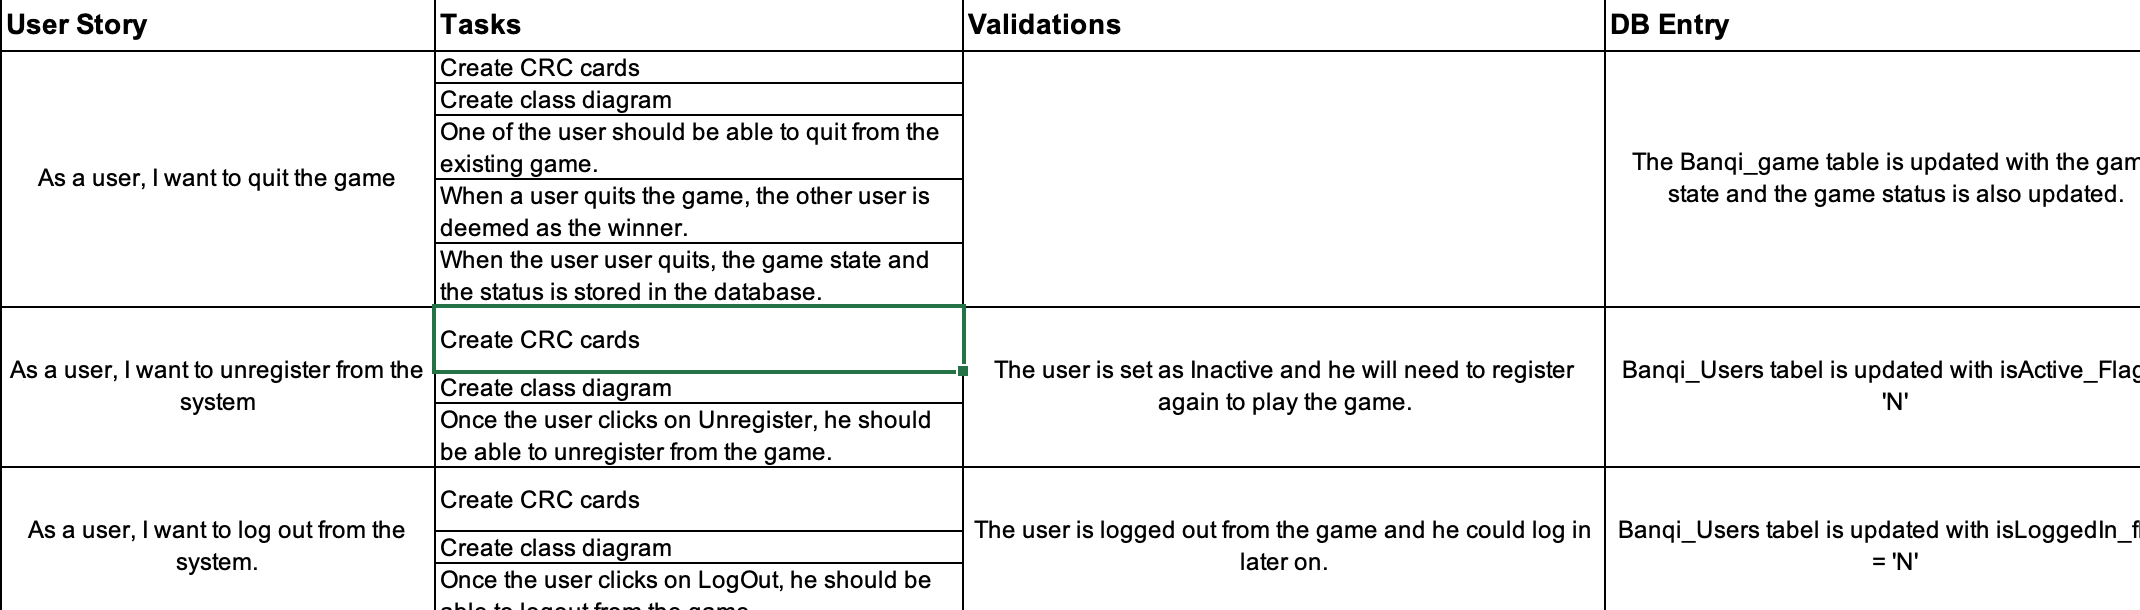 User Story
Tasks
Validations
DB Entry
As a user, I want to quit the game
Create CRC cards
Create class diagram
One of the user should be able to quit from the
existing game.
When a user quits the game, the other user is
deemed as the winner.
When the user user quits, the game state and
the status is stored in the database.
The Banqi_game table is updated with the gam
state and the game status is also updated.
As a user, I want to unregister from the
system
Create CRC cards
Create class diagram
Once the user clicks on Unregister, he should
be able to unregister from the game.
The user is set as Inactive and he will need to register
again to play the game.
Banqi_Users tabel is updated with isActive_Flag
'N'
As a user, I want to log out from the
system.
Create CRC cards
Create class diagram
Once the user clicks on LogOut, he should be
able to logout from the game.
The user is logged out from the game and he could log in
later on.
Banqi_Users tabel is updated with isLoggedIn_fl
= 'N'